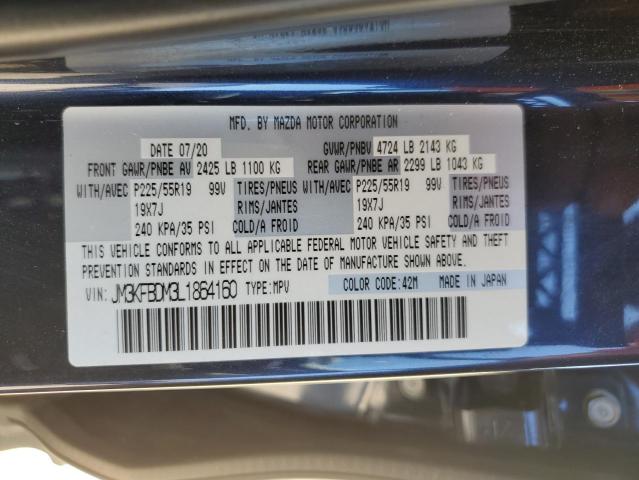 MFD. BY MAZDA MOTOR CORPORATION
DATE 07/20 GVWR/PNBV 4724 LB 2143 KG
FRONT GAWR/PNBE AV 2425 LB 1100 KG REAR GAWR/PNBE AR 2299 LB 1043 KG
WITH/AVEC P225/55R19 99V TIRES/PNEUS WITH/AVEC P225/55R19 99V TIRES/PNEUS
19X7J RIMS/JANTES 19X7J RIMS/JANTES
240 KPA/35 PSI COLD/A FROID 240 KPA/35 PSI COLD/A FROID
THIS VEHICLE CONFORMS TO ALL APPLICABLE FEDERAL MOTOR VEHICLE SAFETY AND THEFT
PREVENTION STANDARDS IN EFFECT ON THE DATE OF MANUFACTURE SHOWN ABOVE.
VIN: JM3KFBDM3L1864160 TYPE:MPV COLOR CODE:42M MADE IN JAPAN